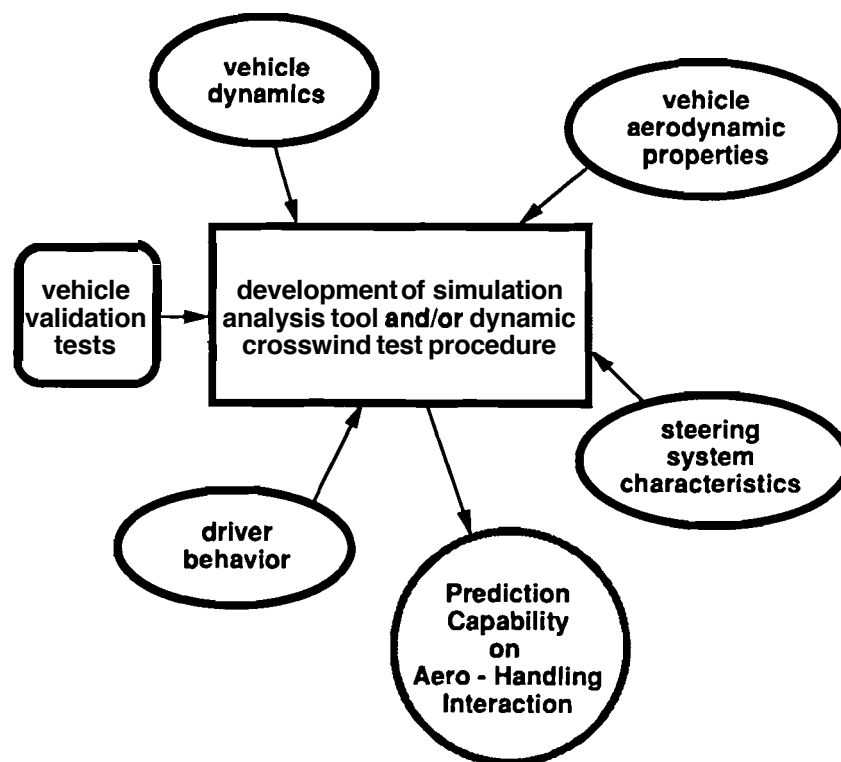 vehicle
dynamics
vehicle
aerodynamic
properties
vehicle
validation
tests
development of simulation
analysis tool and/or dynamic
crosswind test procedure
steering
system
characteristics
driver
behavior
Prediction
Capability
on
Aero - Handling
Interaction